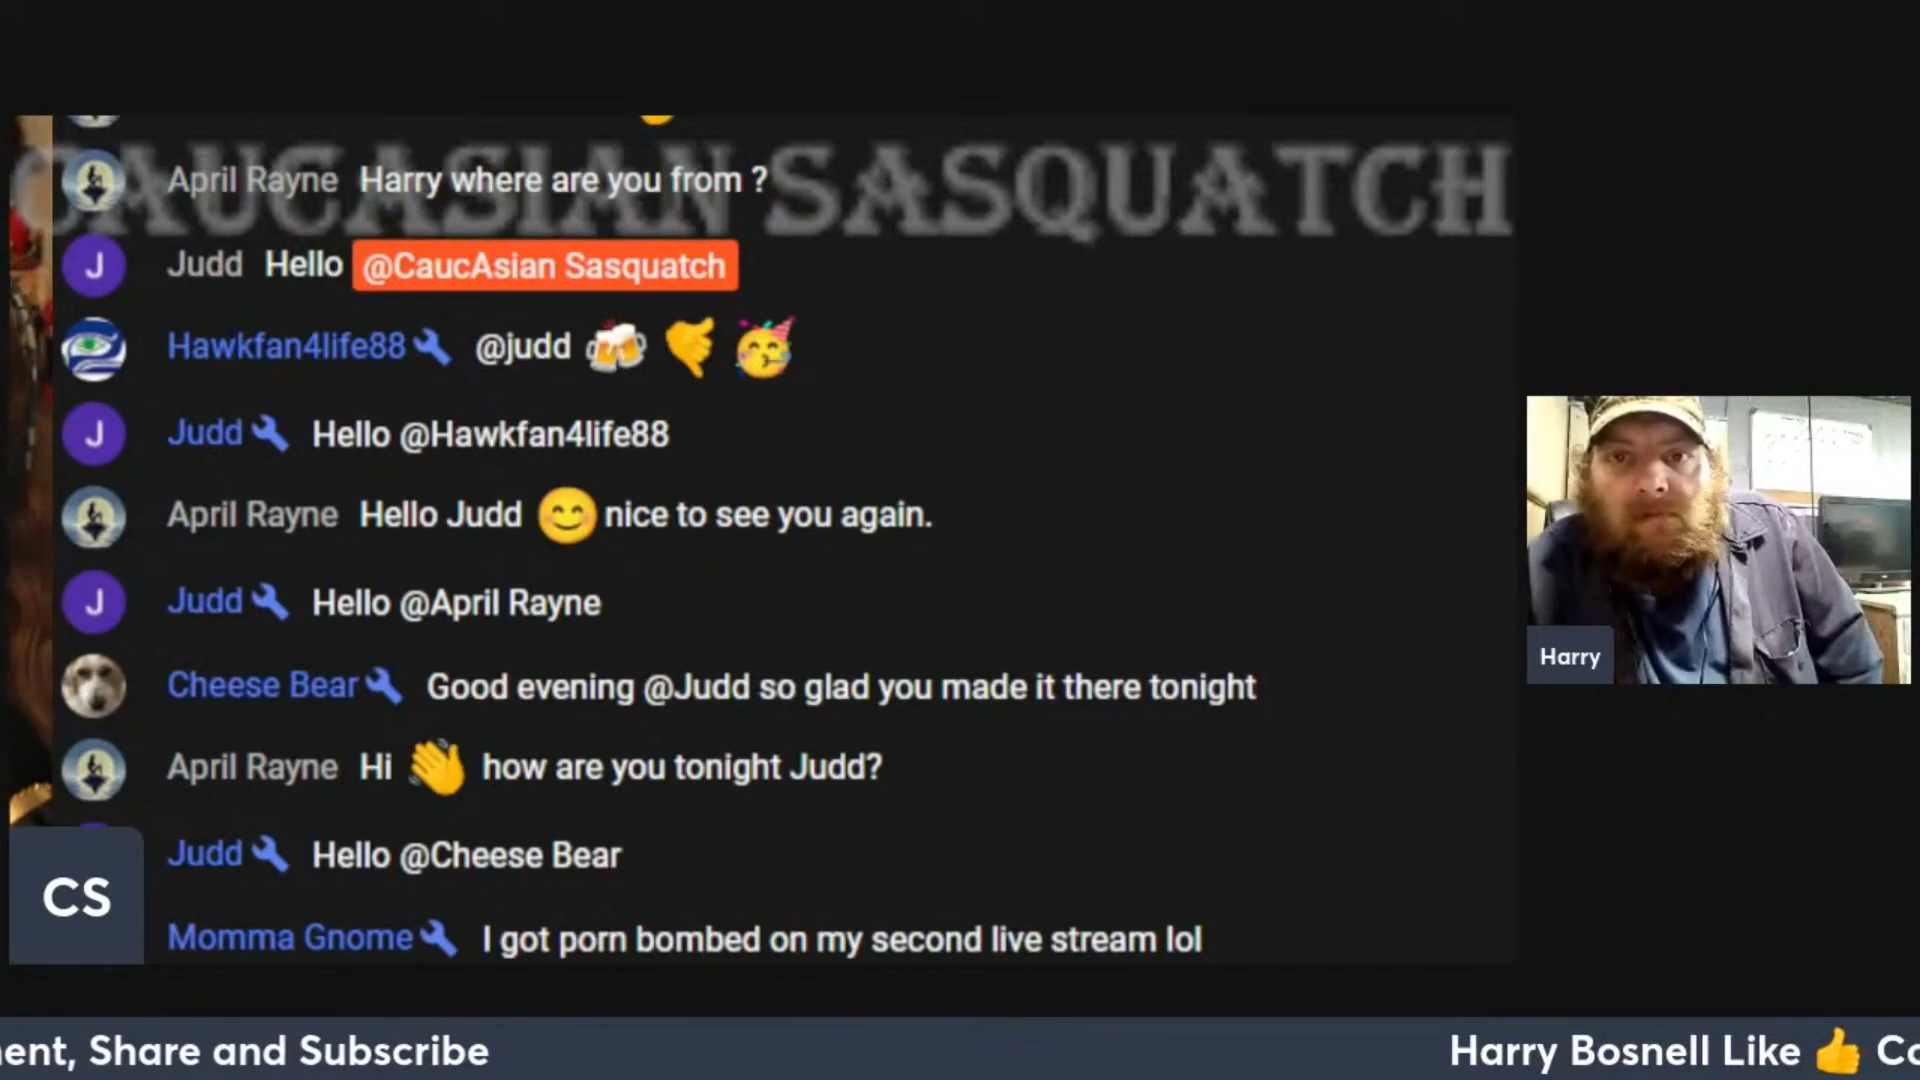 CAUCASIAN SASQUATCH
April Rayne Harry where are you from ?
J Judd Hello @CaucAsian Sasquatch
Hawkfan4life88 @judd 🍻 🤙 🥳
J Judd Hello @Hawkfan4life88
April Rayne Hello Judd 😊 nice to see you again.
J Judd Hello @April Rayne
Cheese Bear Good evening @Judd so glad you made it there tonight
April Rayne Hi 👋 how are you tonight Judd?
Judd Hello @Cheese Bear
Momma Gnome I got porn bombed on my second live stream lol
CS
Harry
ent, Share and Subscribe
Harry Bosnell Like 👍 Co